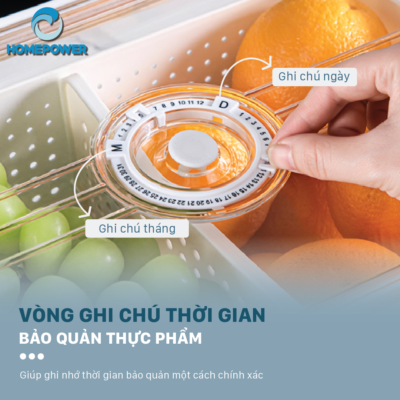 HOMEPOWER
Ghi chú ngày
D
M
Ghi chú tháng
VÒNG GHI CHÚ THỜI GIAN
BẢO QUẢN THỰC PHẨM
Giúp ghi nhớ thời gian bảo quản một cách chính xác